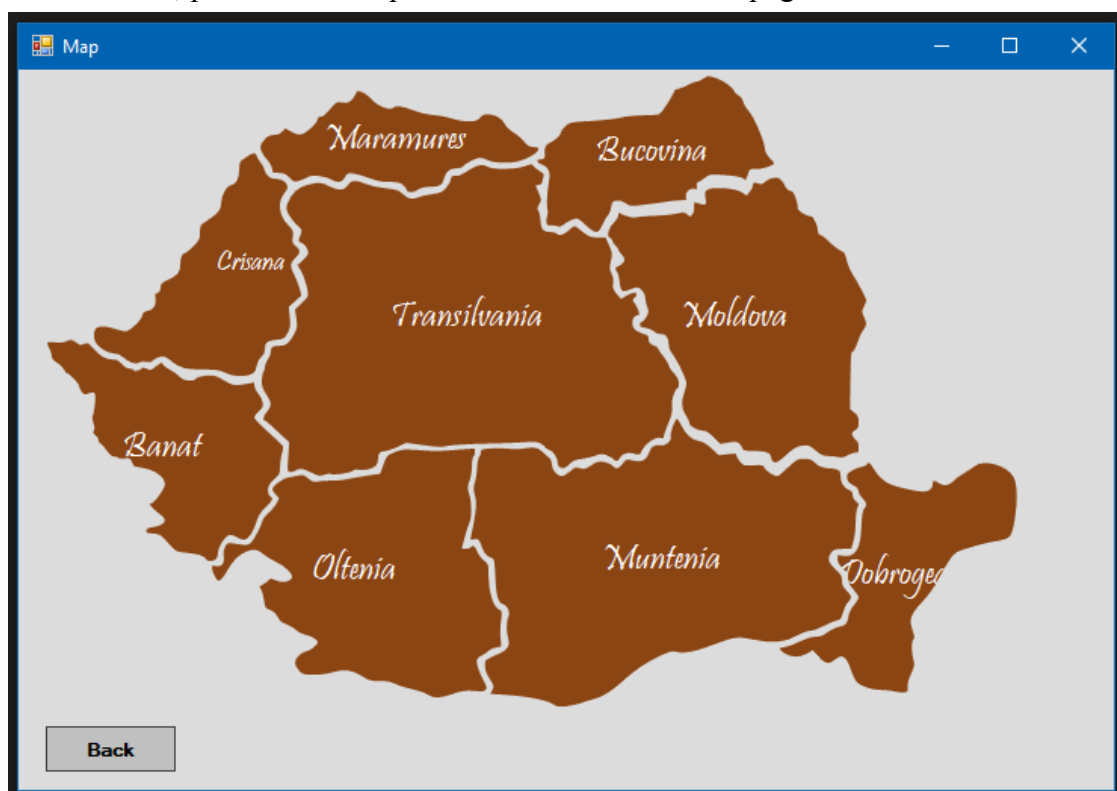 Map
Maramures
Bucovina
Crisana
Transilvania
Moldova
Banat
Oltenia
Muntenia
Dobrogea
Back